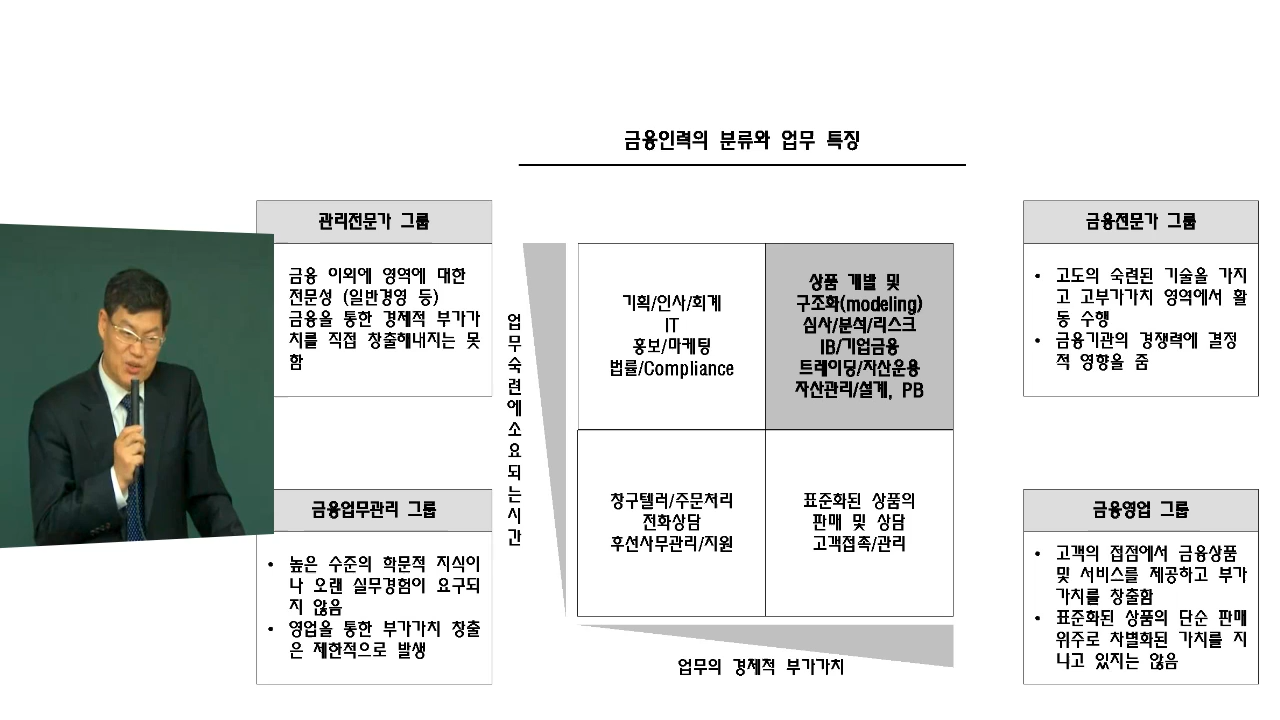 금융인력의 분류와 업무 특징
관리전문가 그룹
금융 이외에 영역에 대한
전문성 (일반경영 등)
금융을 통한 경제적 부가가
치를 직접 창출해내지는 못
함
금융업무관리 그룹
• 높은 수준의 학문적 지식이
나 오랜 실무경험이 요구되
지 않음
• 영업을 통한 부가가치 창출
은 제한적으로 발생
업무숙련에소요되는시간
기획/인사/회계
IT
홍보/마케팅
법률/Compliance
상품 개발 및
구조화(modeling)
심사/분석/리스크
IB/기업금융
트레이딩/자산운용
자산관리/설계, PB
창구텔러/주문처리
전화상담
후선사무관리/지원
표준화된 상품의
판매 및 상담
고객접촉/관리
업무의 경제적 부가가치
금융전문가 그룹
• 고도의 숙련된 기술을 가지
고 고부가가치 영역에서 활
동 수행
• 금융기관의 경쟁력에 결정
적 영향을 줌
금융영업 그룹
• 고객의 접점에서 금융상품
및 서비스를 제공하고 부가
가치를 창출함
• 표준화된 상품의 단순 판매
위주로 차별화된 가치를 지
니고 있지는 않음